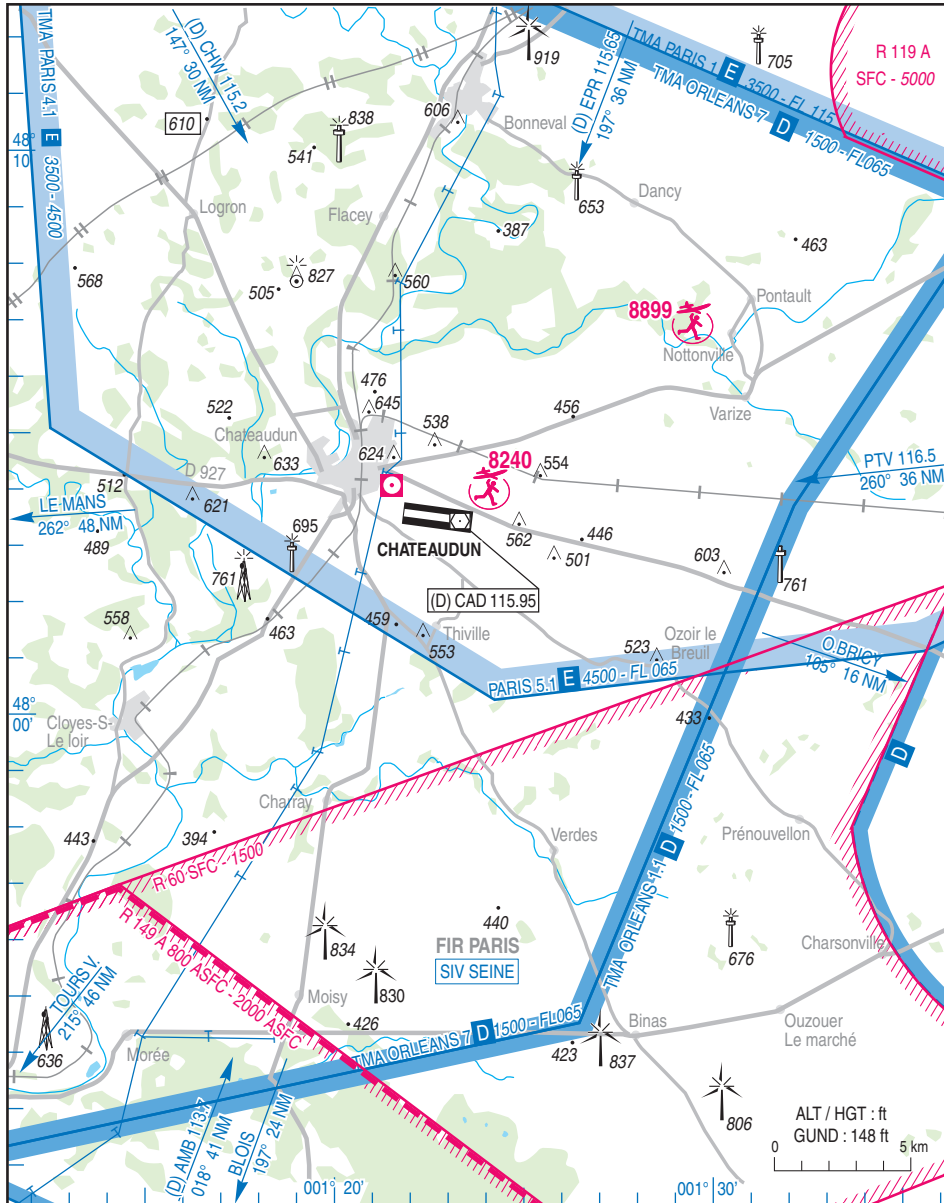 TMA PARIS 4.1 E 3500 - 4500
(D) CHW 115.2
147° 30 NM
919
TMA PARIS 1 E 3500 - FL 115
TMA ORLEANS 7 D 1500 - FL065
705
R 119 A
SFC - 5000
(D) EPR 115.65
197° 36 NM
48°
10'
610
838
541
606
Bonneval
653
Dancy
Logron
Flacey
387
463
568
827
505
560
Pontault
8899
Nottonville
476
645
522
Chateaudun
633
624
538
456
Varize
D 927
512
621
8240
554
PTV 116.5
260° 36 NM
LE MANS
262° 48 NM
489
695
761
CHATEAUDUN
562
446
501
603
761
(D) CAD 115.95
558
463
459
553
Thiville
523
Ozoir le
Breuil
O.BRICY
105° 16 NM
PARIS 5.1 E 4500 - FL 065
48°
00'
Cloyes-S-
Le loir
433
D
Charray
443
394
R 60 SFC - 1500
Verdes
Prénouvellon
TMA ORLEANS 1.1 D 1500 - FL065
R 149 A 800 ASFC - 2000 ASFC
834
830
440
FIR PARIS
SIV SEINE
676
Charsonville
TOURS V.
215° 46 NM
636
Moisy
426
Morée
TMA ORLEANS 7 D 1500 - FL065
423
837
Binas
Ouzouer
Le marché
806
(D) AMB 113.7
018° 41 NM
BLOIS
197° 24 NM
ALT / HGT : ft
GUND : 148 ft
0 5 km
001° 20'
001° 30'